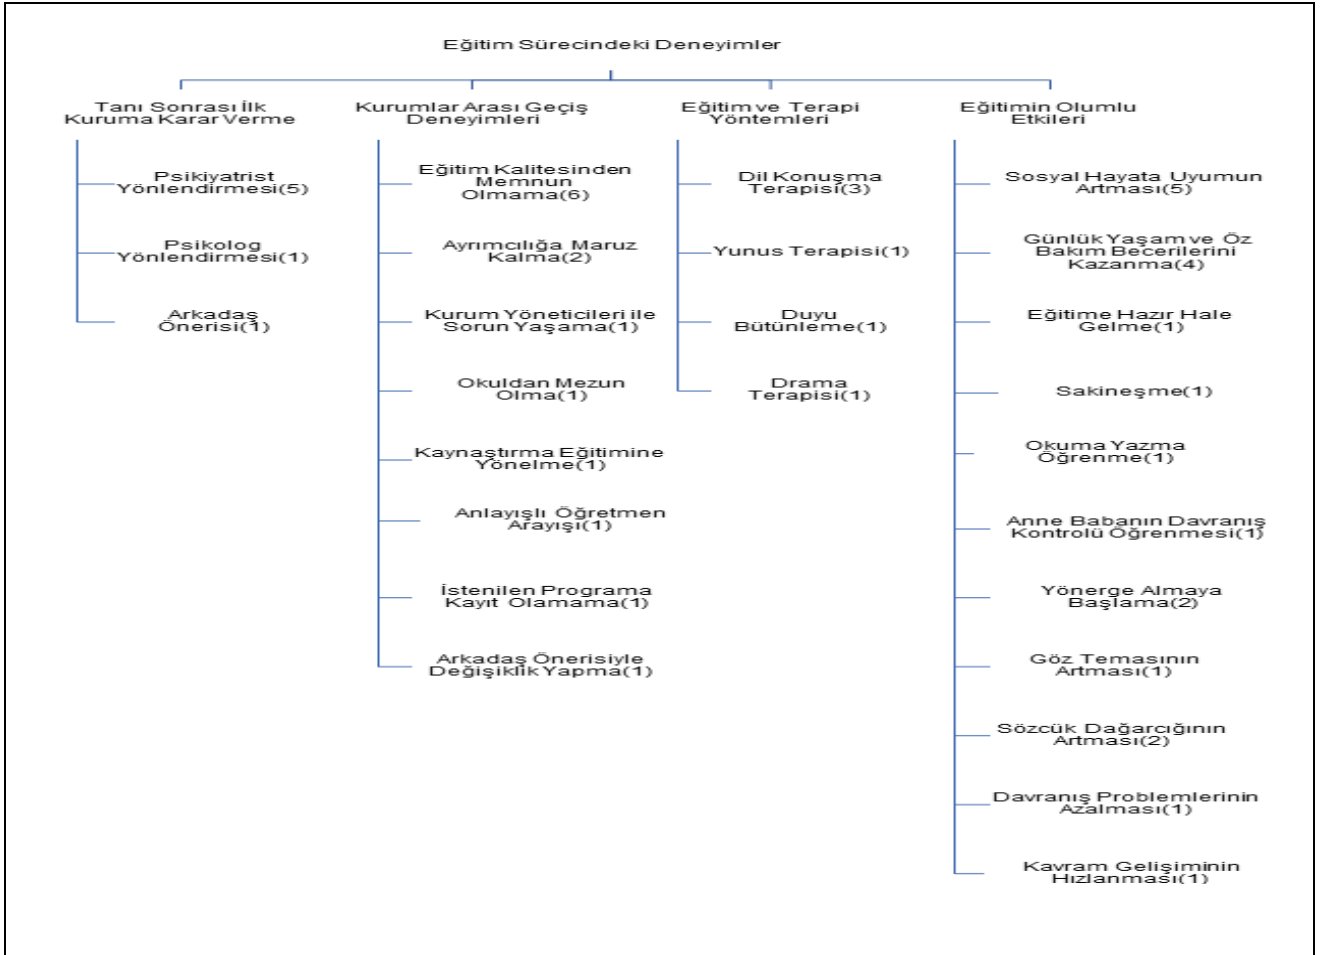 Eğitim Sürecindeki Deneyimler
Tanı Sonrası İlk
Kuruma Karar Verme
Psikiyatrist
Yönlendirmesi(5)
Psikolog
Yönlendirmesi(1)
Arkadaş
Önerisi(1)
Kurumlar Arası Geçiş
Deneyimleri
Eğitim Kalitesinden
Memnun
Olmama(6)
Ayrımcılığa Maruz
Kalma(2)
Kurum Yöneticileri ile
Sorun Yaşama(1)
Okuldan Mezun
Olma(1)
Kaynaştırma Eğitimine
Yönelme(1)
Anlayışlı Öğretmen
Arayışı(1)
İstenilen Programa
Kayıt Olamama(1)
Arkadaş Önerisiyle
Değişiklik Yapma(1)
Eğitim ve Terapi
Yöntemleri
Dil Konuşma
Terapisi(3)
Yunus Terapisi(1)
Duyu
Bütünleme(1)
Drama
Terapisi(1)
Eğitimin Olumlu
Etkileri
Sosyal Hayata Uyumun
Artması(5)
Günlük Yaşam ve Öz
Bakım Becerilerini
Kazanma(4)
Eğitime Hazır Hale
Gelme(1)
Sakineşme(1)
Okuma Yazma
Öğrenme(1)
Anne Babanın Davranış
Kontrolü Öğrenmesi(1)
Yönerge Almaya
Başlama(2)
Göz Temasının
Artması(1)
Sözcük Dağarcığının
Artması(2)
Davranış Problemlerinin
Azalması(1)
Kavram Gelişiminin
Hızlanması(1)